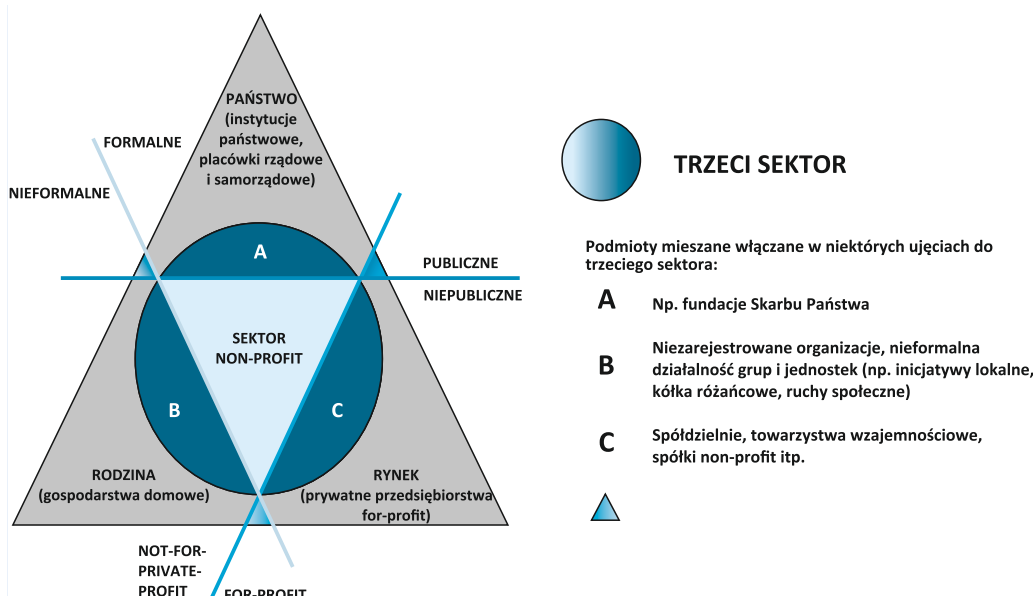 PAŃSTWO
(instytucje
państwowe,
placówki rządowe
i samorządowe)
FORMALNE
NIEFORMALNE
A
PUBLICZNE
NIEPUBLICZNE
SEKTOR
NON-PROFIT
B
C
RODZINA
(gospodarstwa domowe)
RYNEK
(prywatne przedsiębiorstwa
for-profit)
NOT-FOR-
PRIVATE-
PROFIT
FOR-PROFIT
TRZECI SEKTOR
Podmioty mieszane włączane w niektórych ujęciach do
trzeciego sektora:
A
Np. fundacje Skarbu Państwa
B
Niezarejestrowane organizacje, nieformalna
działalność grup i jednostek (np. inicjatywy lokalne,
kółka różańcowe, ruchy społeczne)
C
Spółdzielnie, towarzystwa wzajemnościowe,
spółki non-profit itp.